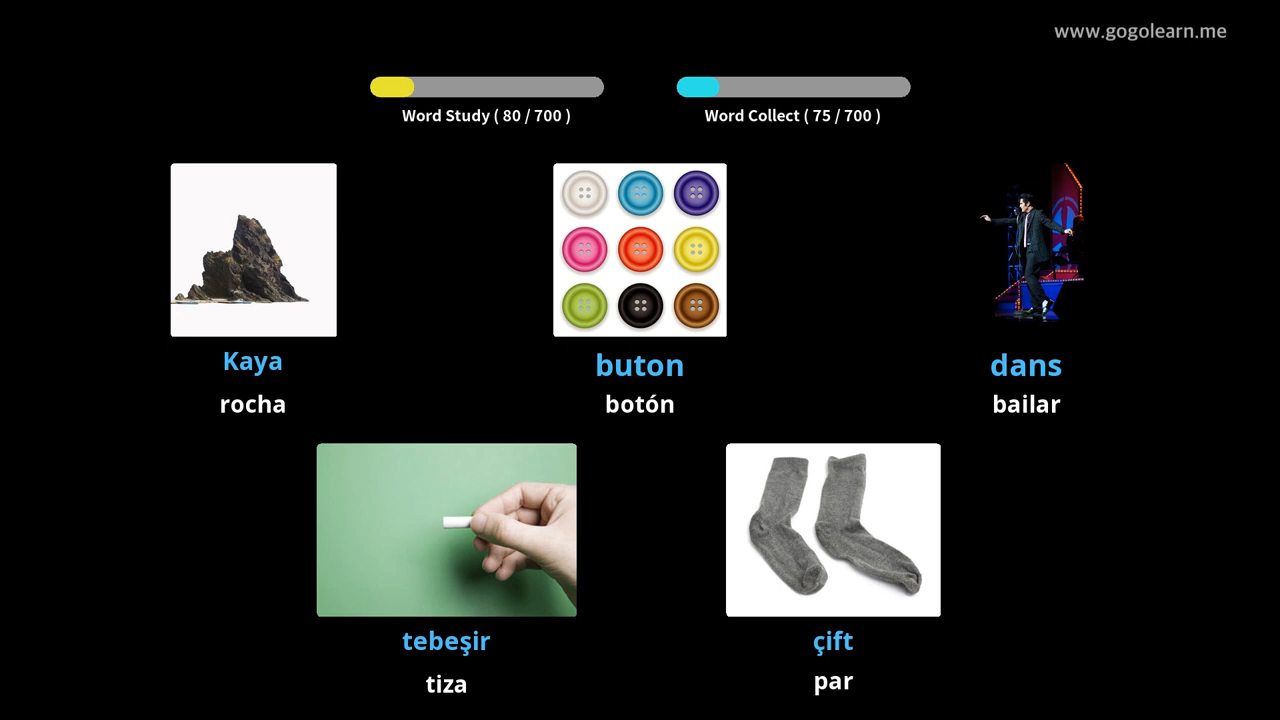 www.gogolearn.me
Word Study ( 80 / 700 )
Word Collect ( 75 / 700 )
Kaya
rocha
buton
botón
dans
bailar
tebeşir
tiza
çift
par